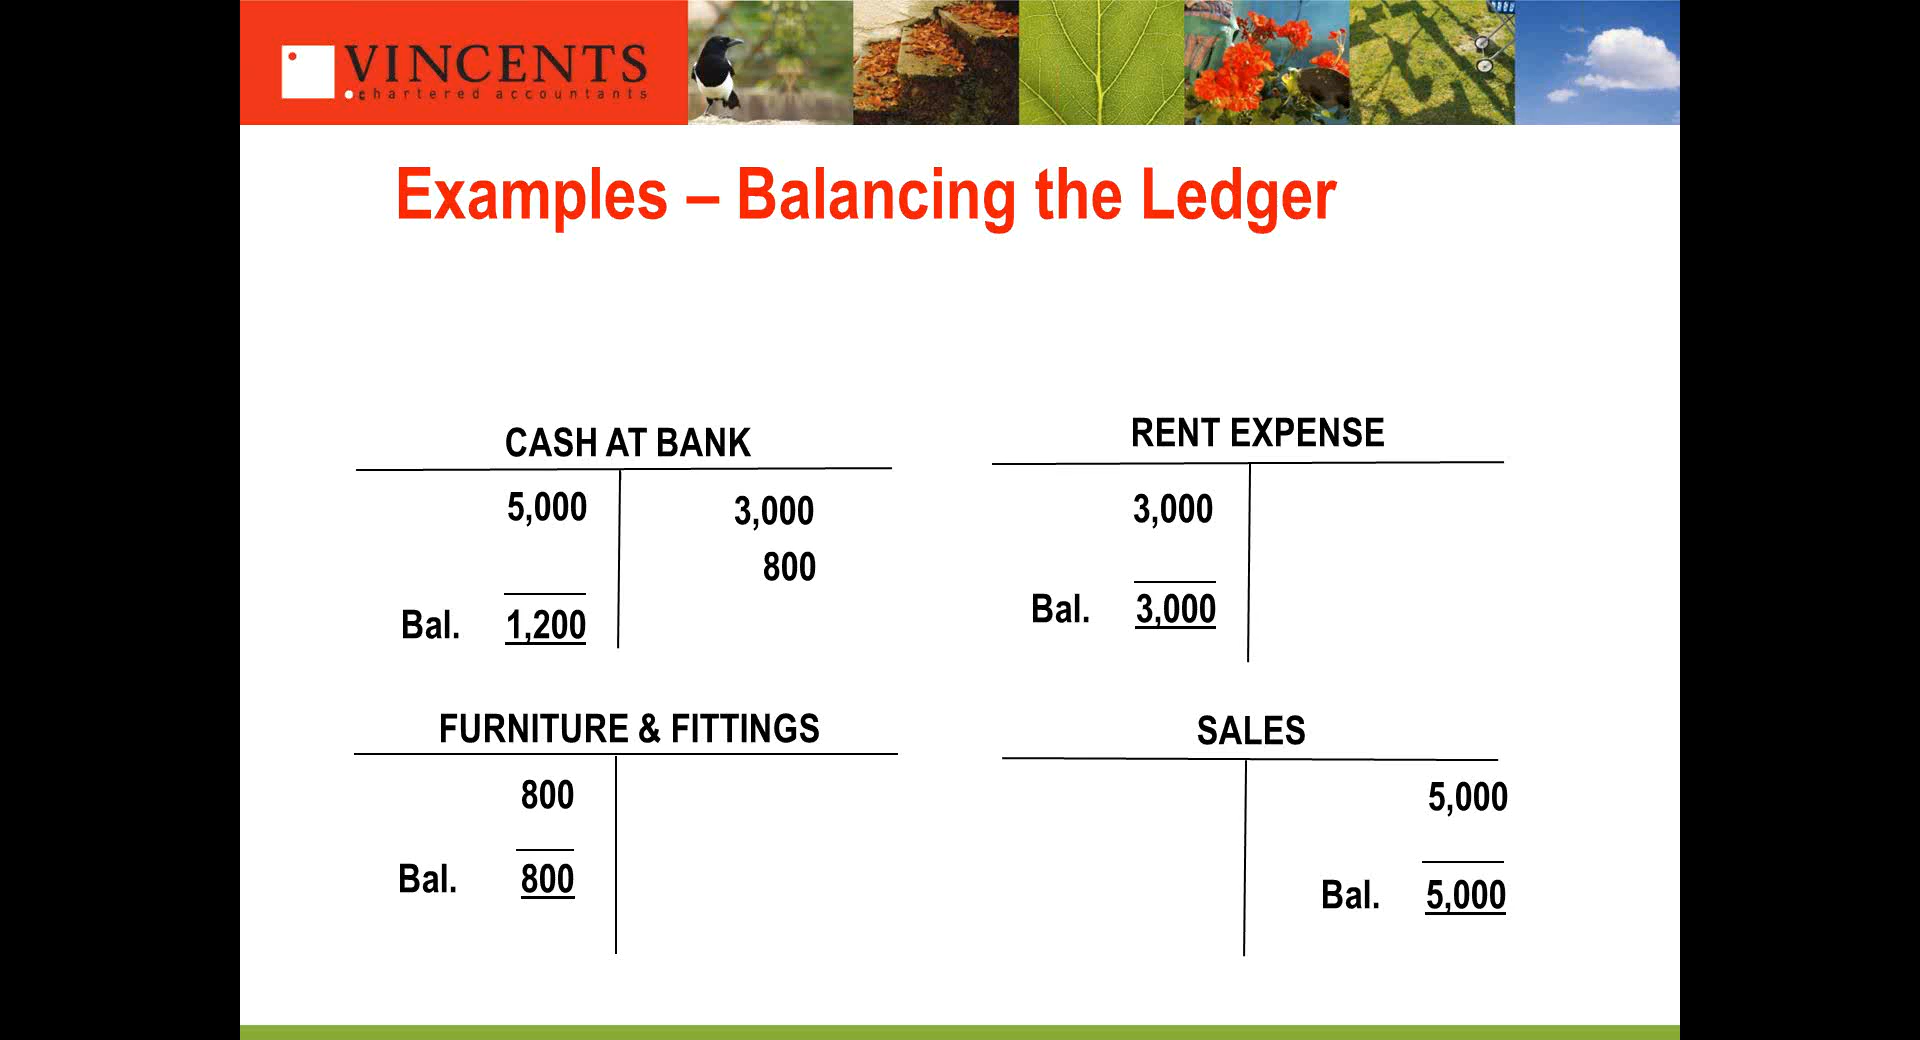 VINCENTS
chartered accountants
Examples – Balancing the Ledger
CASH AT BANK
5,000 3,000
800
Bal. 1,200
RENT EXPENSE
3,000
Bal. 3,000
FURNITURE & FITTINGS
800
Bal. 800
SALES
5,000
Bal. 5,000